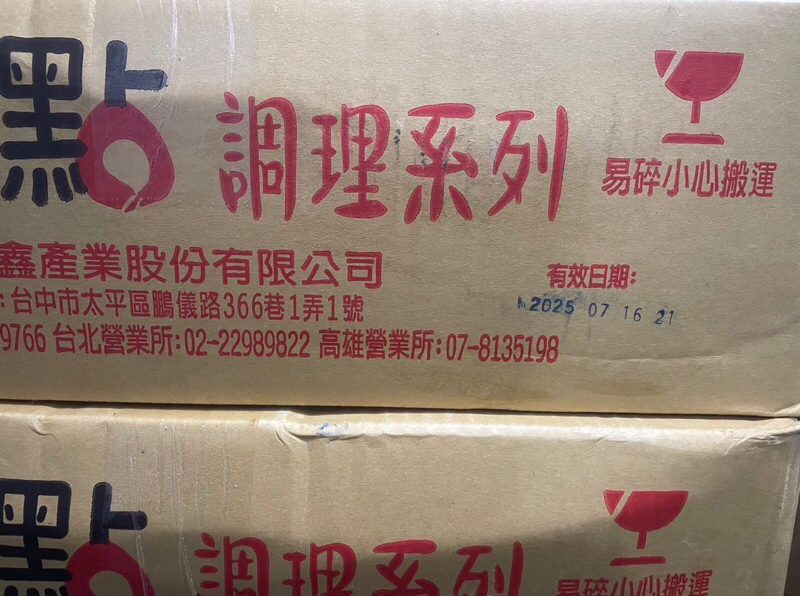 點
調理系列
易碎小心搬運
鑫產業股份有限公司
有效日期:
:台中市太平區鵬儀路366巷1弄1號
2025 07 16 21
9766 台北營業所:02-22989822 高雄營業所:07-8135198
點
調理系列
易碎小心搬運